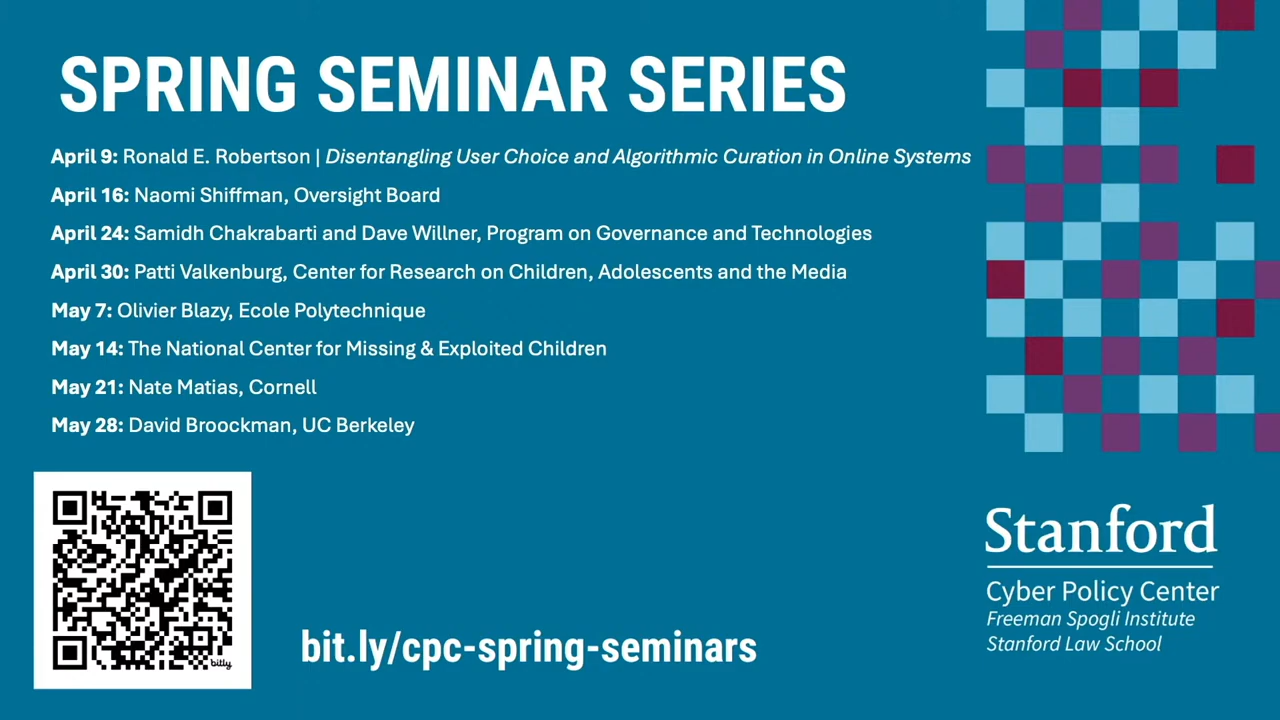 SPRING SEMINAR SERIES
April 9: Ronald E. Robertson | Disentangling User Choice and Algorithmic Curation in Online Systems
April 16: Naomi Shiffman, Oversight Board
April 24: Samidh Chakrabarti and Dave Willner, Program on Governance and Technologies
April 30: Patti Valkenburg, Center for Research on Children, Adolescents and the Media
May 7: Olivier Blazy, Ecole Polytechnique
May 14: The National Center for Missing & Exploited Children
May 21: Nate Matias, Cornell
May 28: David Broockman, UC Berkeley
bitly
bit.ly/cpc-spring-seminars
Stanford
Cyber Policy Center
Freeman Spogli Institute
Stanford Law School